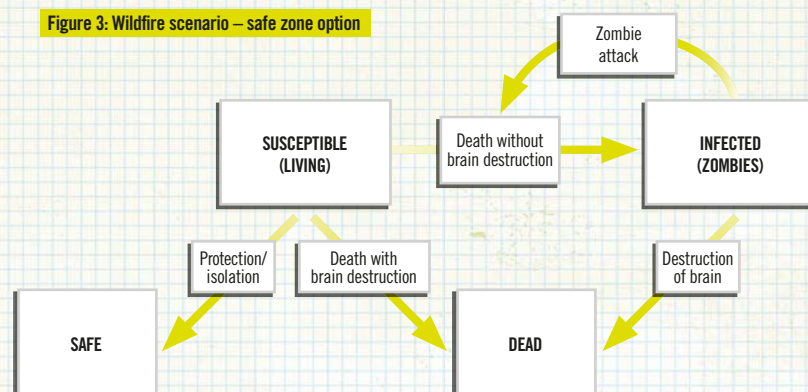 Figure 3: Wildfire scenario – safe zone option
Zombie
attack
SUSCEPTIBLE
(LIVING)
Death without
brain destruction
INFECTED
(ZOMBIES)
Protection/
isolation
Death with
brain destruction
Destruction
of brain
SAFE
DEAD